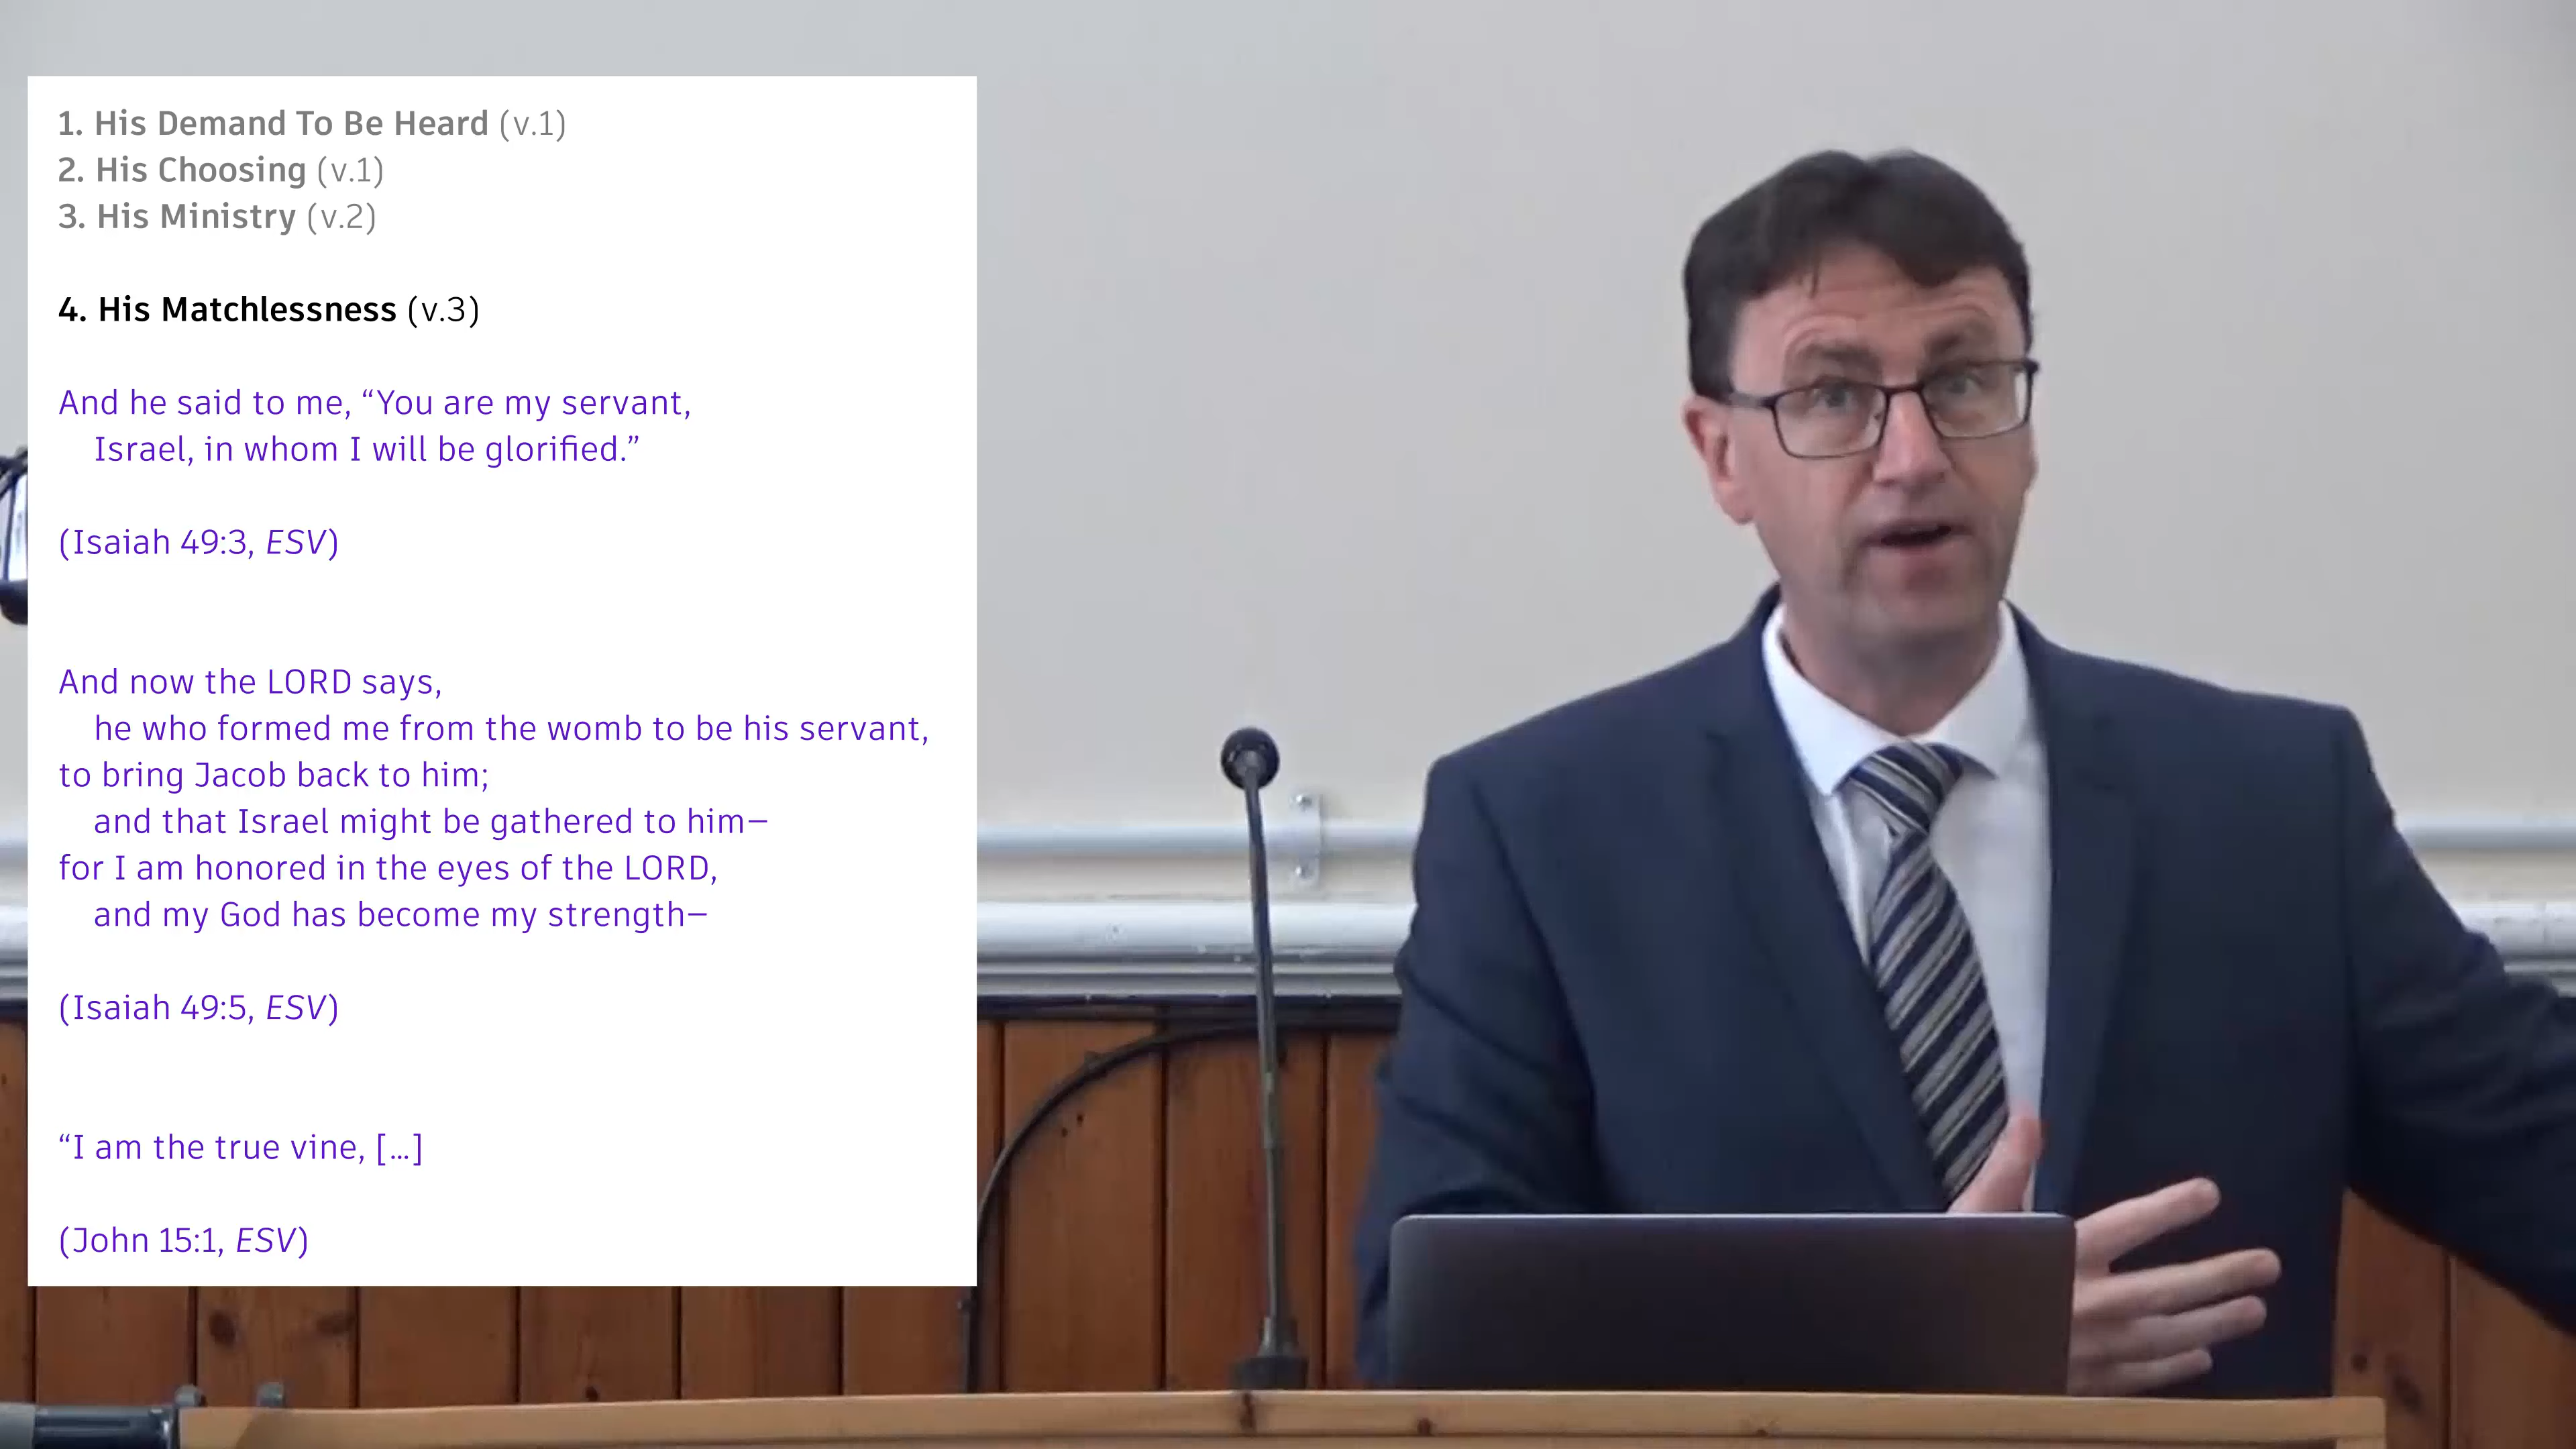 1. His Demand To Be Heard (v.1)
2. His Choosing (v.1)
3. His Ministry (v.2)
4. His Matchlessness (v.3)
And he said to me, “You are my servant,
Israel, in whom I will be glorified.”
(Isaiah 49:3, ESV)
And now the LORD says,
he who formed me from the womb to be his servant,
to bring Jacob back to him;
and that Israel might be gathered to him—
for I am honored in the eyes of the LORD,
and my God has become my strength—
(Isaiah 49:5, ESV)
“I am the true vine, […]
(John 15:1, ESV)